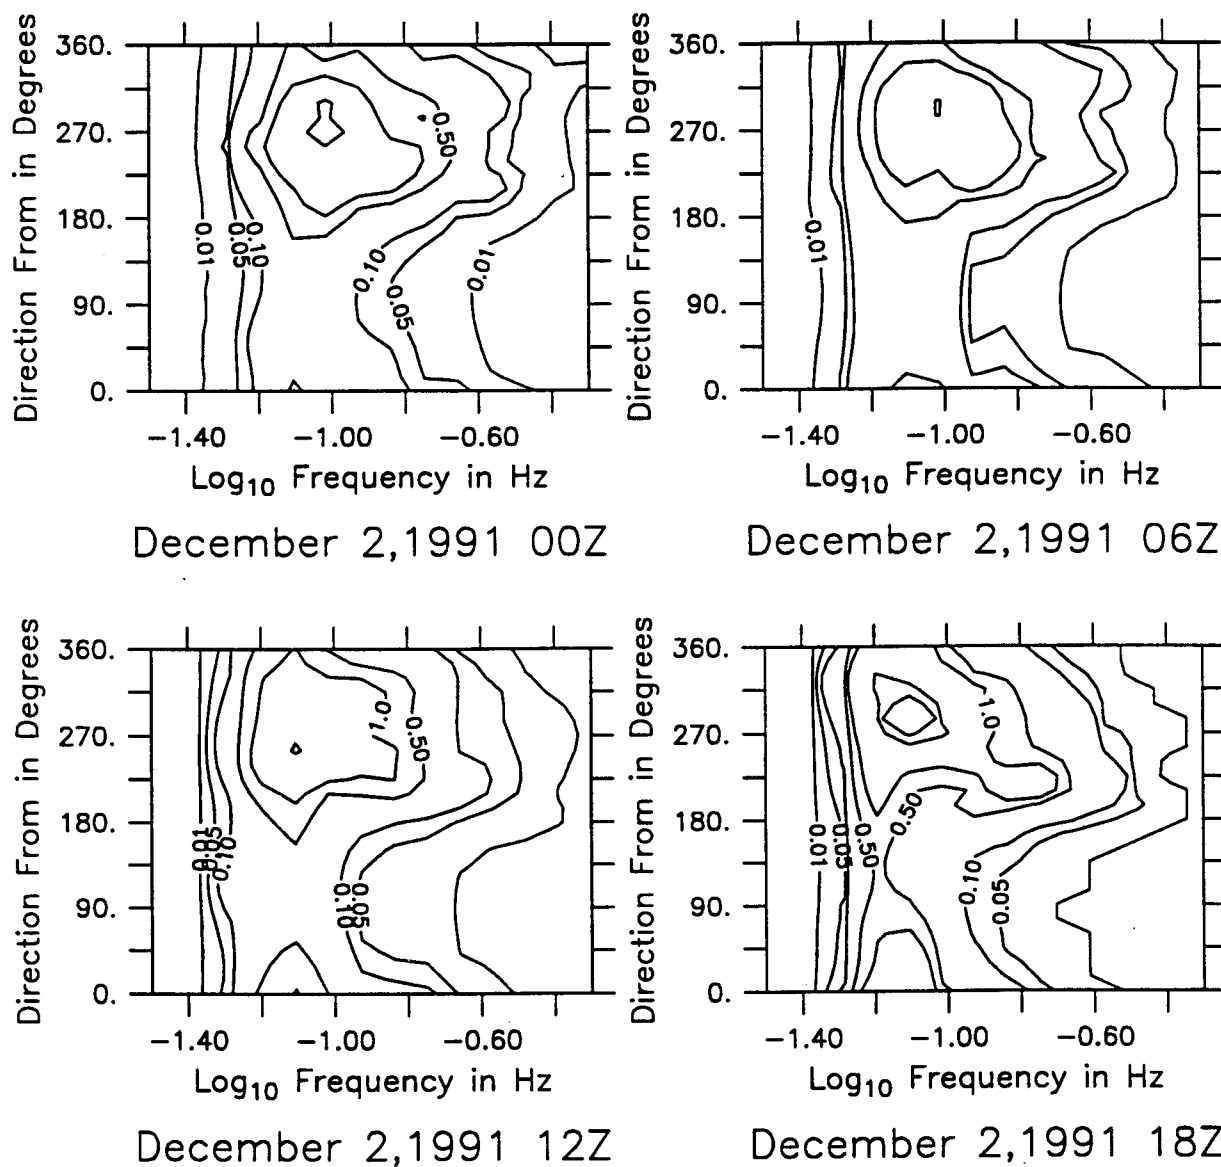 360.
270.
180.
90.
0.
Direction From in Degrees
0.01
0.05
0.10
0.50
0.10
0.05
0.01
-1.40 -1.00 -0.60
Log10 Frequency in Hz
December 2,1991 00Z
360.
270.
180.
90.
0.
Direction From in Degrees
0.01
-1.40 -1.00 -0.60
Log10 Frequency in Hz
December 2,1991 06Z
360.
270.
180.
90.
0.
Direction From in Degrees
0.01
0.05
0.10
1.0
0.50
0.10
0.05
-1.40 -1.00 -0.60
Log10 Frequency in Hz
December 2,1991 12Z
360.
270.
180.
90.
0.
Direction From in Degrees
0.01
0.05
0.50
0.50
1.0
0.10
0.05
-1.40 -1.00 -0.60
Log10 Frequency in Hz
December 2,1991 18Z